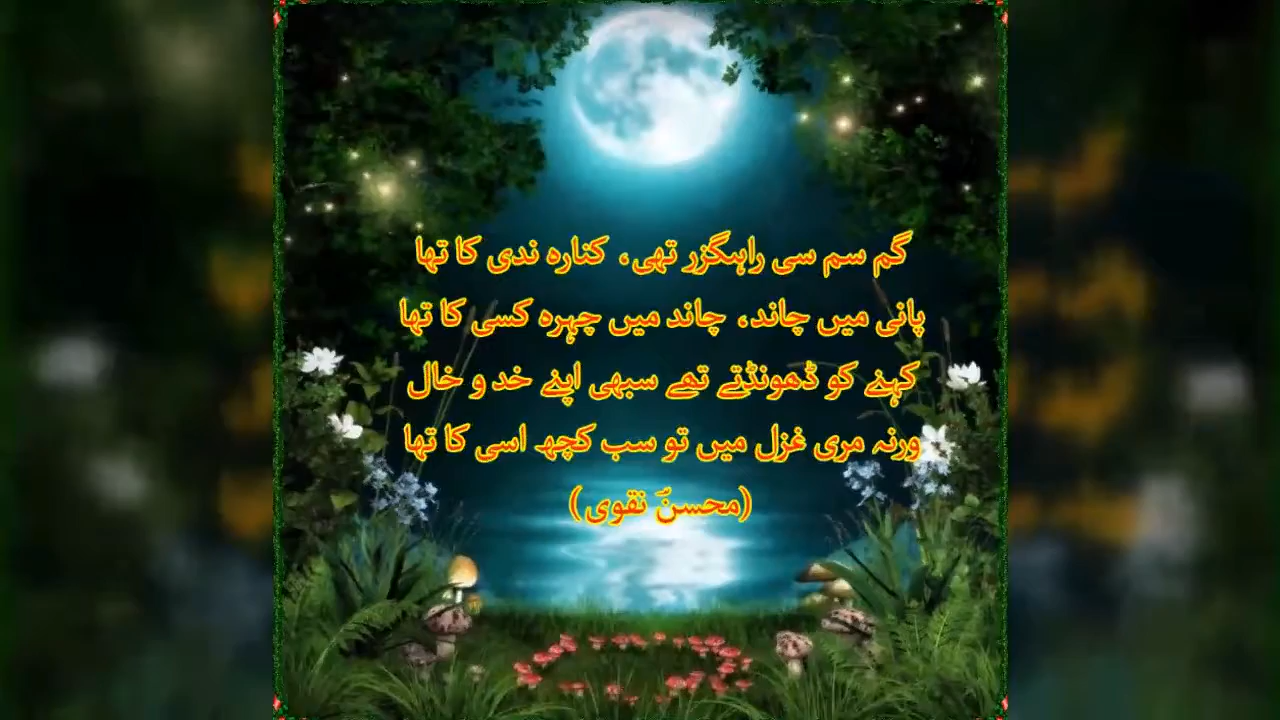 گم سم سی راہگزر تھی، کنارہ ندی کا تھا
پانی میں چاند، چاند میں چہرہ کسی کا تھا
کہنے کو ڈھونڈتے تھے سبھی اپنے خد و خال
ورنہ مری غزل میں تو سب کچھ اسی کا تھا
(محسنؔ نقوی)